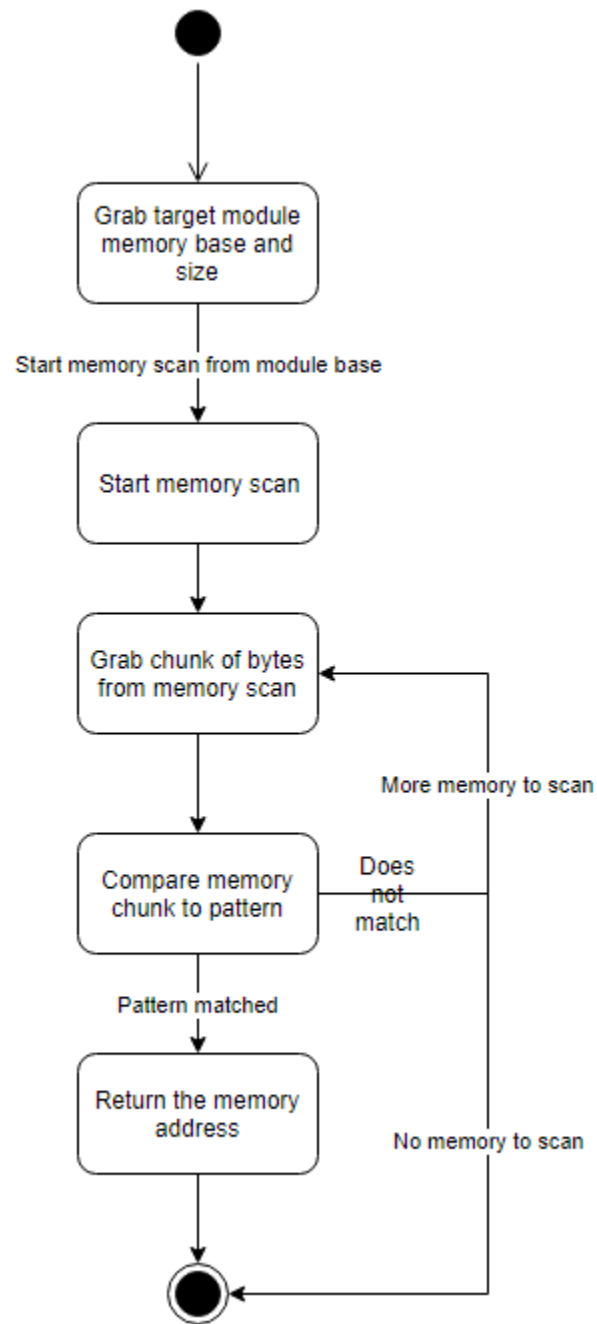 Grab target module
memory base and
size
Start memory scan from module base
Start memory scan
Grab chunk of bytes
from memory scan
More memory to scan
Compare memory
chunk to pattern
Does
not
match
Pattern matched
Return the memory
address
No memory to scan